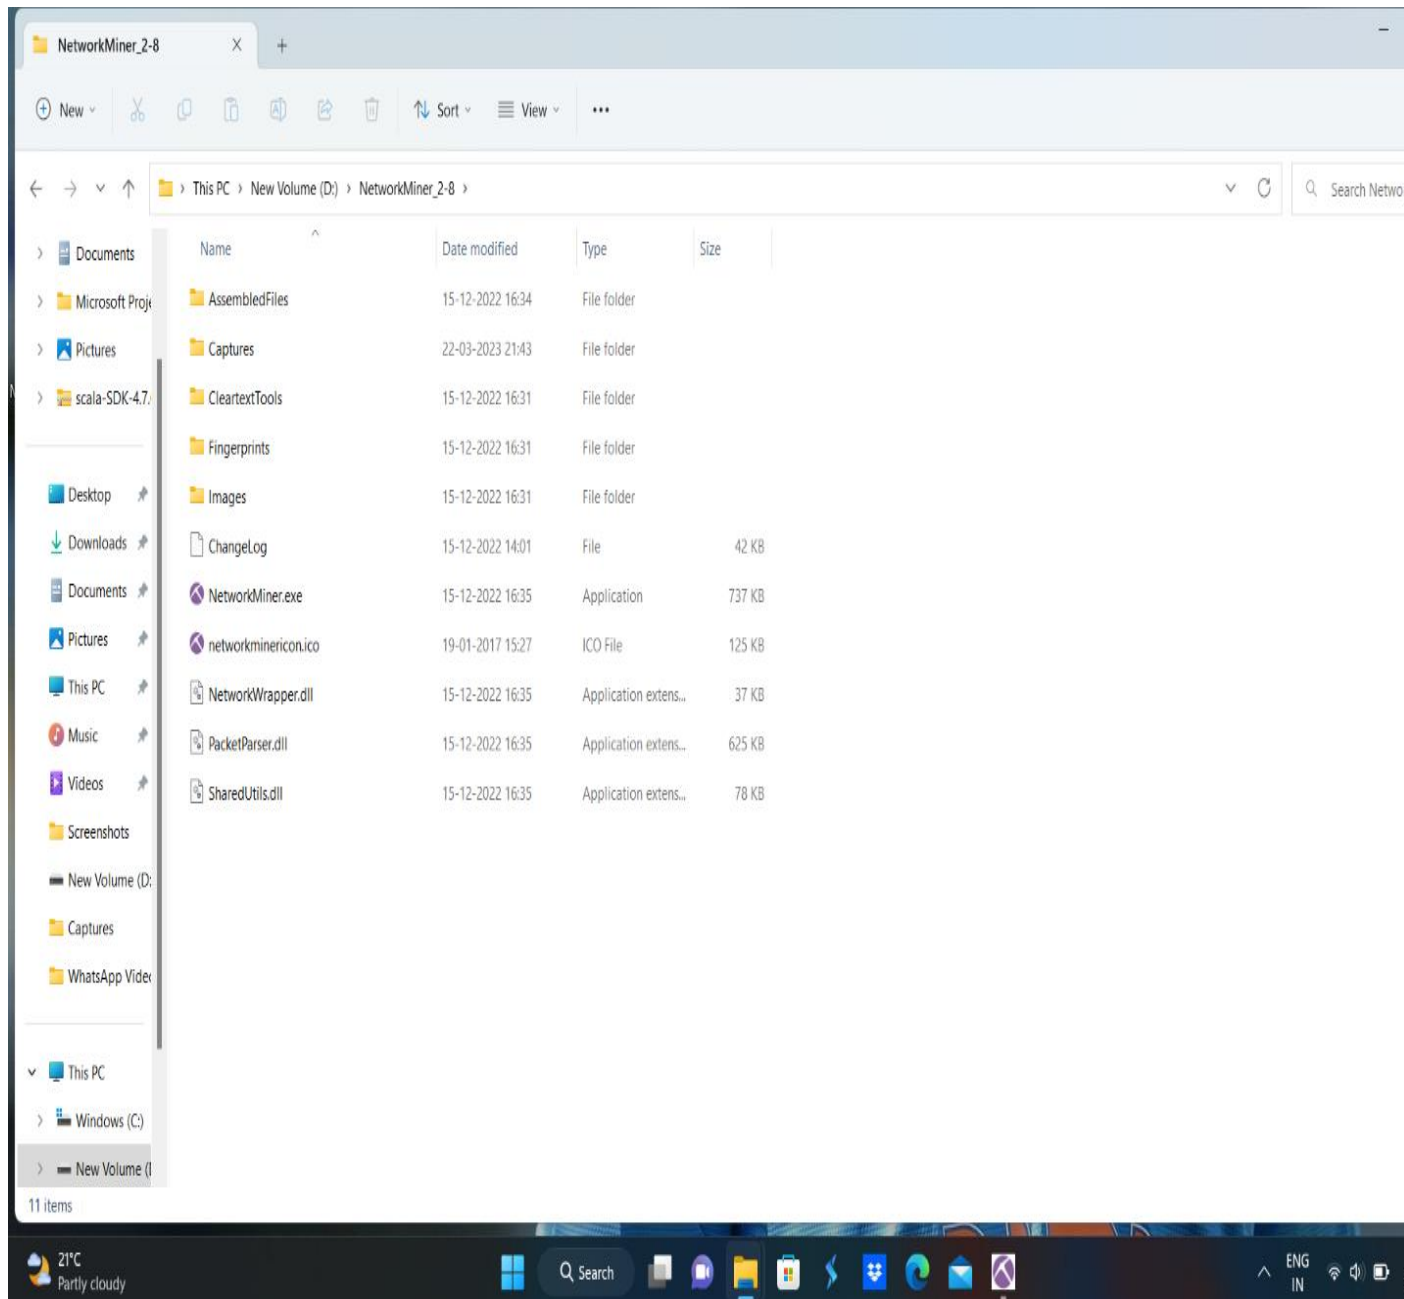 NetworkMiner_2-8
New Sort View
This PC New Volume (D:) NetworkMiner_2-8 Search Netwo
Documents
Microsoft Proje
Pictures
scala-SDK-4.7.
Desktop
Downloads
Documents
Pictures
This PC
Music
Videos
Screenshots
New Volume (D:
Captures
WhatsApp Vide
This PC
Windows (C:)
New Volume (
Name Date modified Type Size
AssembledFiles 15-12-2022 16:34 File folder
Captures 22-03-2023 21:43 File folder
CleartextTools 15-12-2022 16:31 File folder
Fingerprints 15-12-2022 16:31 File folder
Images 15-12-2022 16:31 File folder
ChangeLog 15-12-2022 14:01 File 42 KB
NetworkMiner.exe 15-12-2022 16:35 Application 737 KB
networkminericon.ico 19-01-2017 15:27 ICO File 125 KB
NetworkWrapper.dll 15-12-2022 16:35 Application extens... 37 KB
PacketParser.dll 15-12-2022 16:35 Application extens... 625 KB
SharedUtils.dll 15-12-2022 16:35 Application extens... 78 KB
11 items
21°C
Partly cloudy
Search
ENG
IN